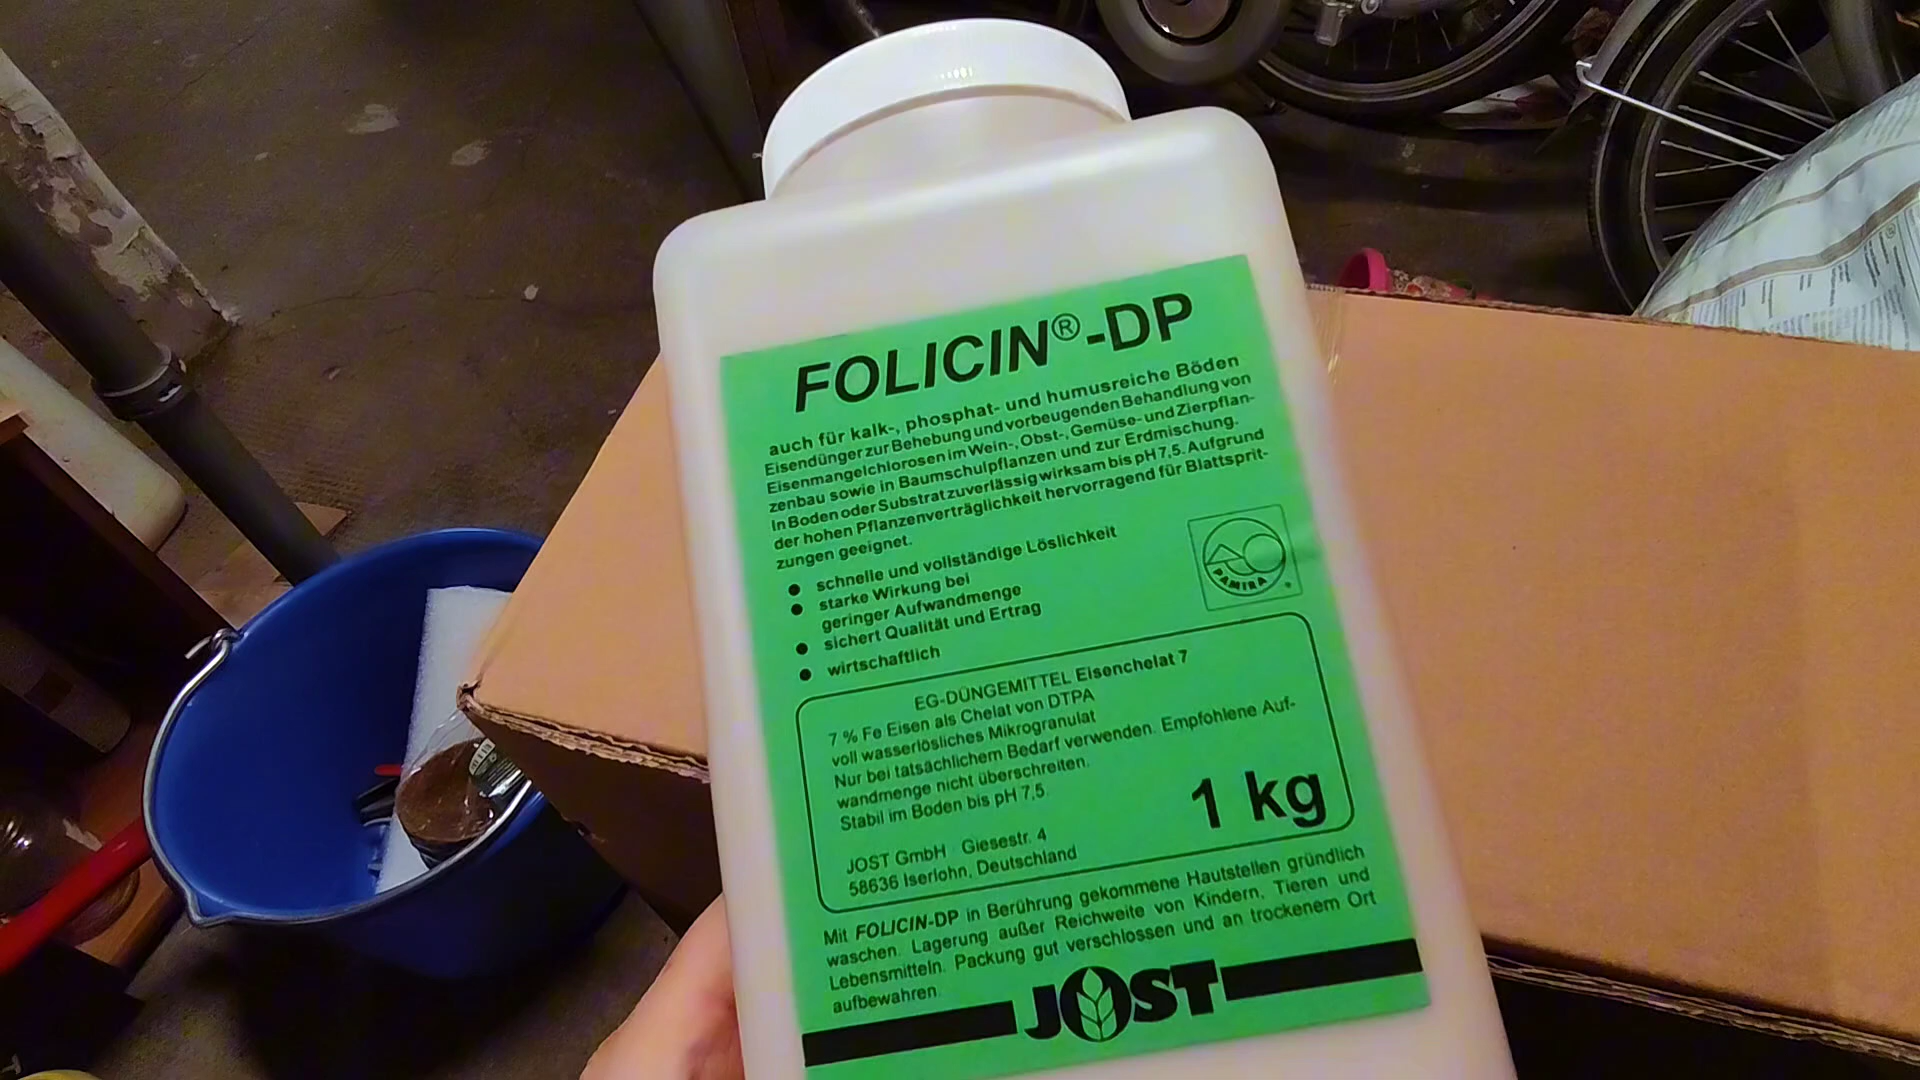 FOLICIN®-DP
auch für kalk-, phosphat- und humusreiche Böden
Eisendünger zur Behebung und vorbeugenden Behandlung von
Eisenmangelchlorosen im Wein-, Obst-, Gemüse- und Zierpflan-
zenbau sowie in Baumschulpflanzen und zur Erdmischung.
In Boden oder Substrat zuverlässig wirksam bis pH 7,5. Aufgrund
der hohen Pflanzenverträglichkeit hervorragend für Blattsprit-
zungen geeignet.
● schnelle und vollständige Löslichkeit
● starke Wirkung bei
geringer Aufwandmenge
● sichert Qualität und Ertrag
● wirtschaftlich
PAMIRA
EG-DÜNGEMITTEL Eisenchelat 7
7 % Fe Eisen als Chelat von DTPA
voll wasserlösliches Mikrogranulat
Nur bei tatsächlichem Bedarf verwenden. Empfohlene Auf-
wandmenge nicht überschreiten.
Stabil im Boden bis pH 7,5.
1 kg
JOST GmbH Giesestr. 4
58636 Iserlohn, Deutschland
Mit FOLICIN-DP in Berührung gekommene Hautstellen gründlich
waschen. Lagerung außer Reichweite von Kindern, Tieren und
Lebensmitteln. Packung gut verschlossen und an trockenem Ort
aufbewahren.
JOST